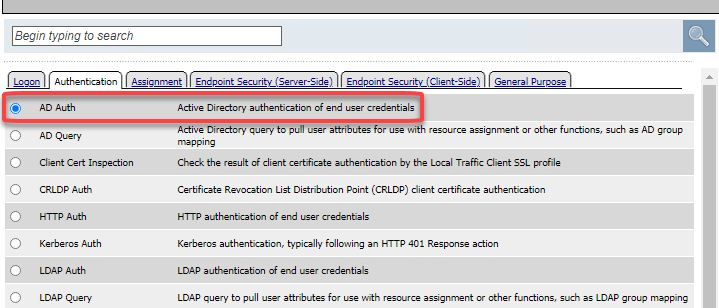 Begin typing to search
Logon Authentication Assignment Endpoint Security (Server-Side) Endpoint Security (Client-Side) General Purpose
AD Auth Active Directory authentication of end user credentials
AD Query Active Directory query to pull user attributes for use with resource assignment or other functions, such as AD group
mapping
Client Cert Inspection Check the result of client certificate authentication by the Local Traffic Client SSL profile
CRLDP Auth Certificate Revocation List Distribution Point (CRLDP) client certificate authentication
HTTP Auth HTTP authentication of end user credentials
Kerberos Auth Kerberos authentication, typically following an HTTP 401 Response action
LDAP Auth LDAP authentication of end user credentials
LDAP Query LDAP query to pull user attributes for use with resource assignment or other functions, such as LDAP group mapping